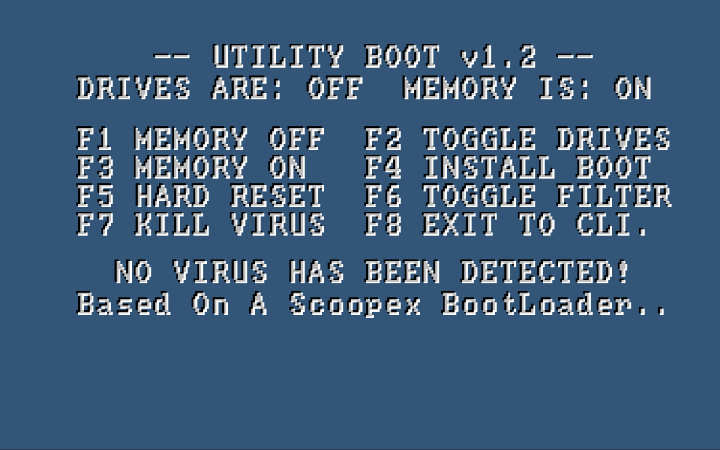 -- UTILITY BOOT v1.2 --
DRIVES ARE: OFF  MEMORY IS: ON
F1 MEMORY OFF  F2 TOGGLE DRIVES
F3 MEMORY ON   F4 INSTALL BOOT
F5 HARD RESET  F6 TOGGLE FILTER
F7 KILL VIRUS  F8 EXIT TO CLI.
NO VIRUS HAS BEEN DETECTED!
Based On A Scoopex BootLoader..